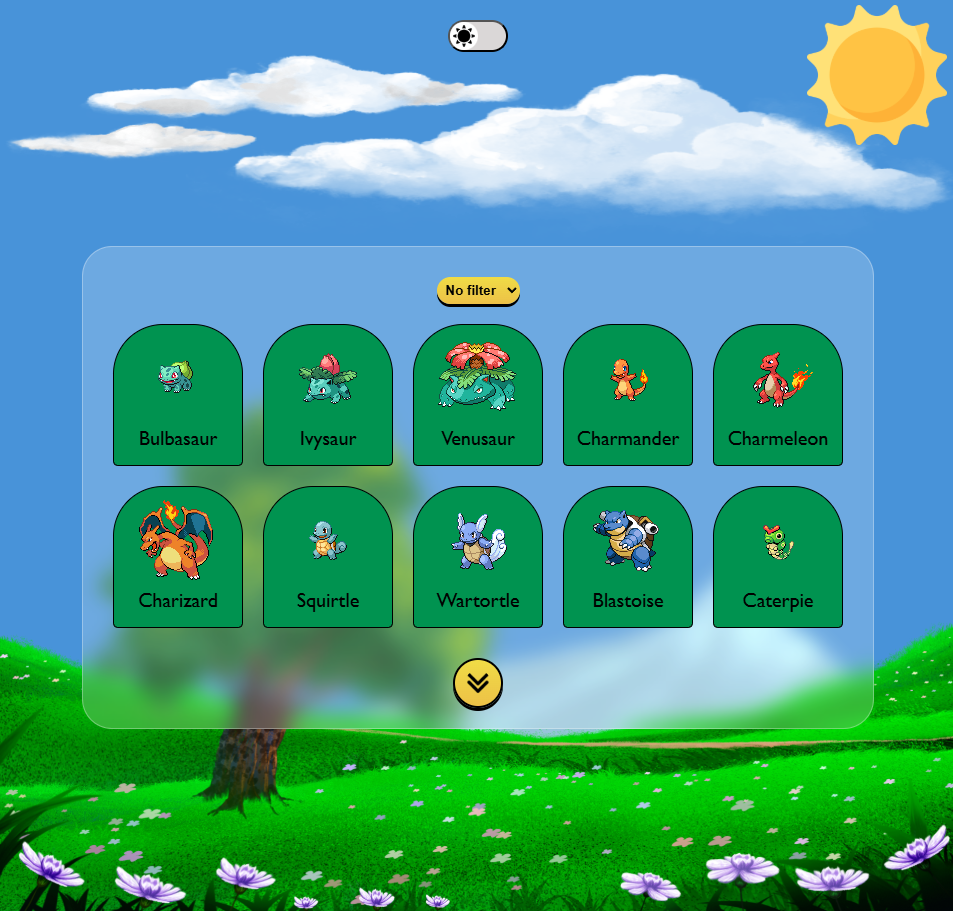 No filter
Bulbasaur Ivysaur Venusaur Charmander Charmeleon
Charizard Squirtle Wartortle Blastoise Caterpie